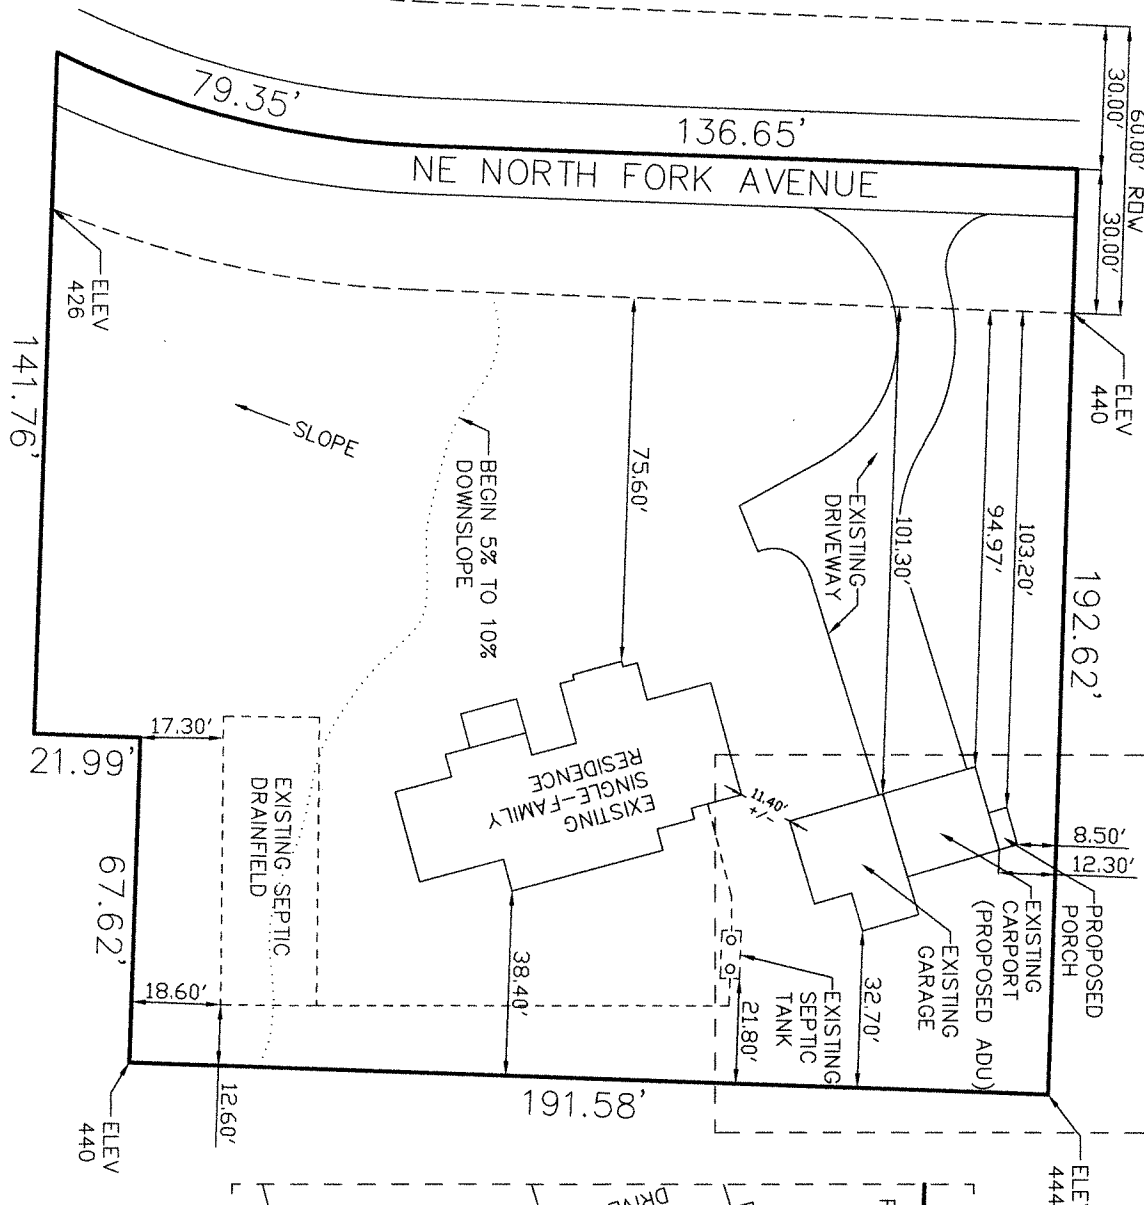 60.00' ROW
30.00'
30.00'
79.35'
136.65'
NE NORTH FORK AVENUE
ELEV
426
ELEV
440
141.76'
SLOPE
BEGIN 5% TO 10%
DOWNSLOPE
75.60'
EXISTING
DRIVEWAY
101.30'
94.97'
103.20'
192.62'
17.30'
21.99'
EXISTING SEPTIC
DRAINFIELD
EXISTING
SINGLE-FAMILY
RESIDENCE
11.40'
+/-
8.50'
12.30'
PROPOSED
PORCH
EXISTING
CARPORT
(PROPOSED ADU)
EXISTING
GARAGE
EXISTING
SEPTIC
TANK
67.62'
18.60'
38.40'
21.80'
32.70'
12.60'
191.58'
ELEV
440
ELEV
444
DRIVE